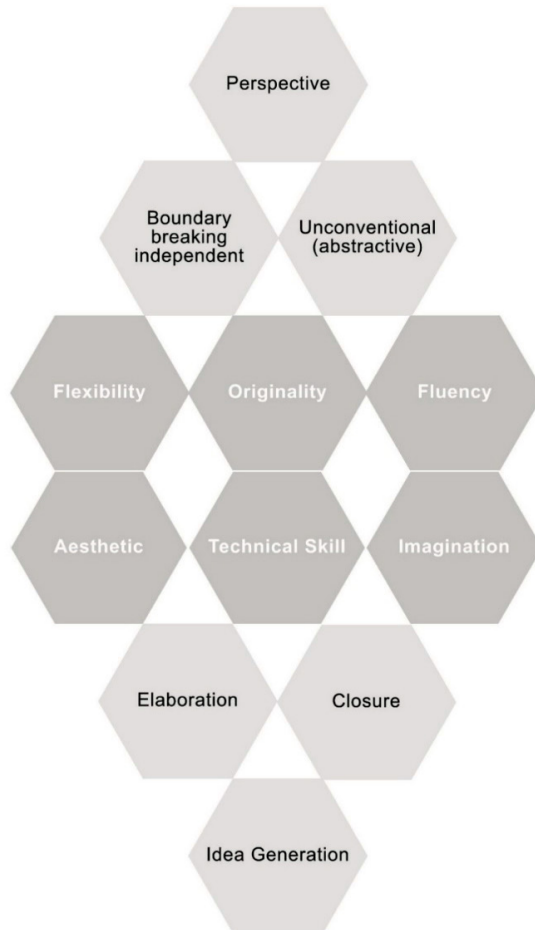 Perspective
Boundary
breaking
independent
Unconventional
(abstractive)
Flexibility
Originality
Fluency
Aesthetic
Technical Skill
Imagination
Elaboration
Closure
Idea Generation